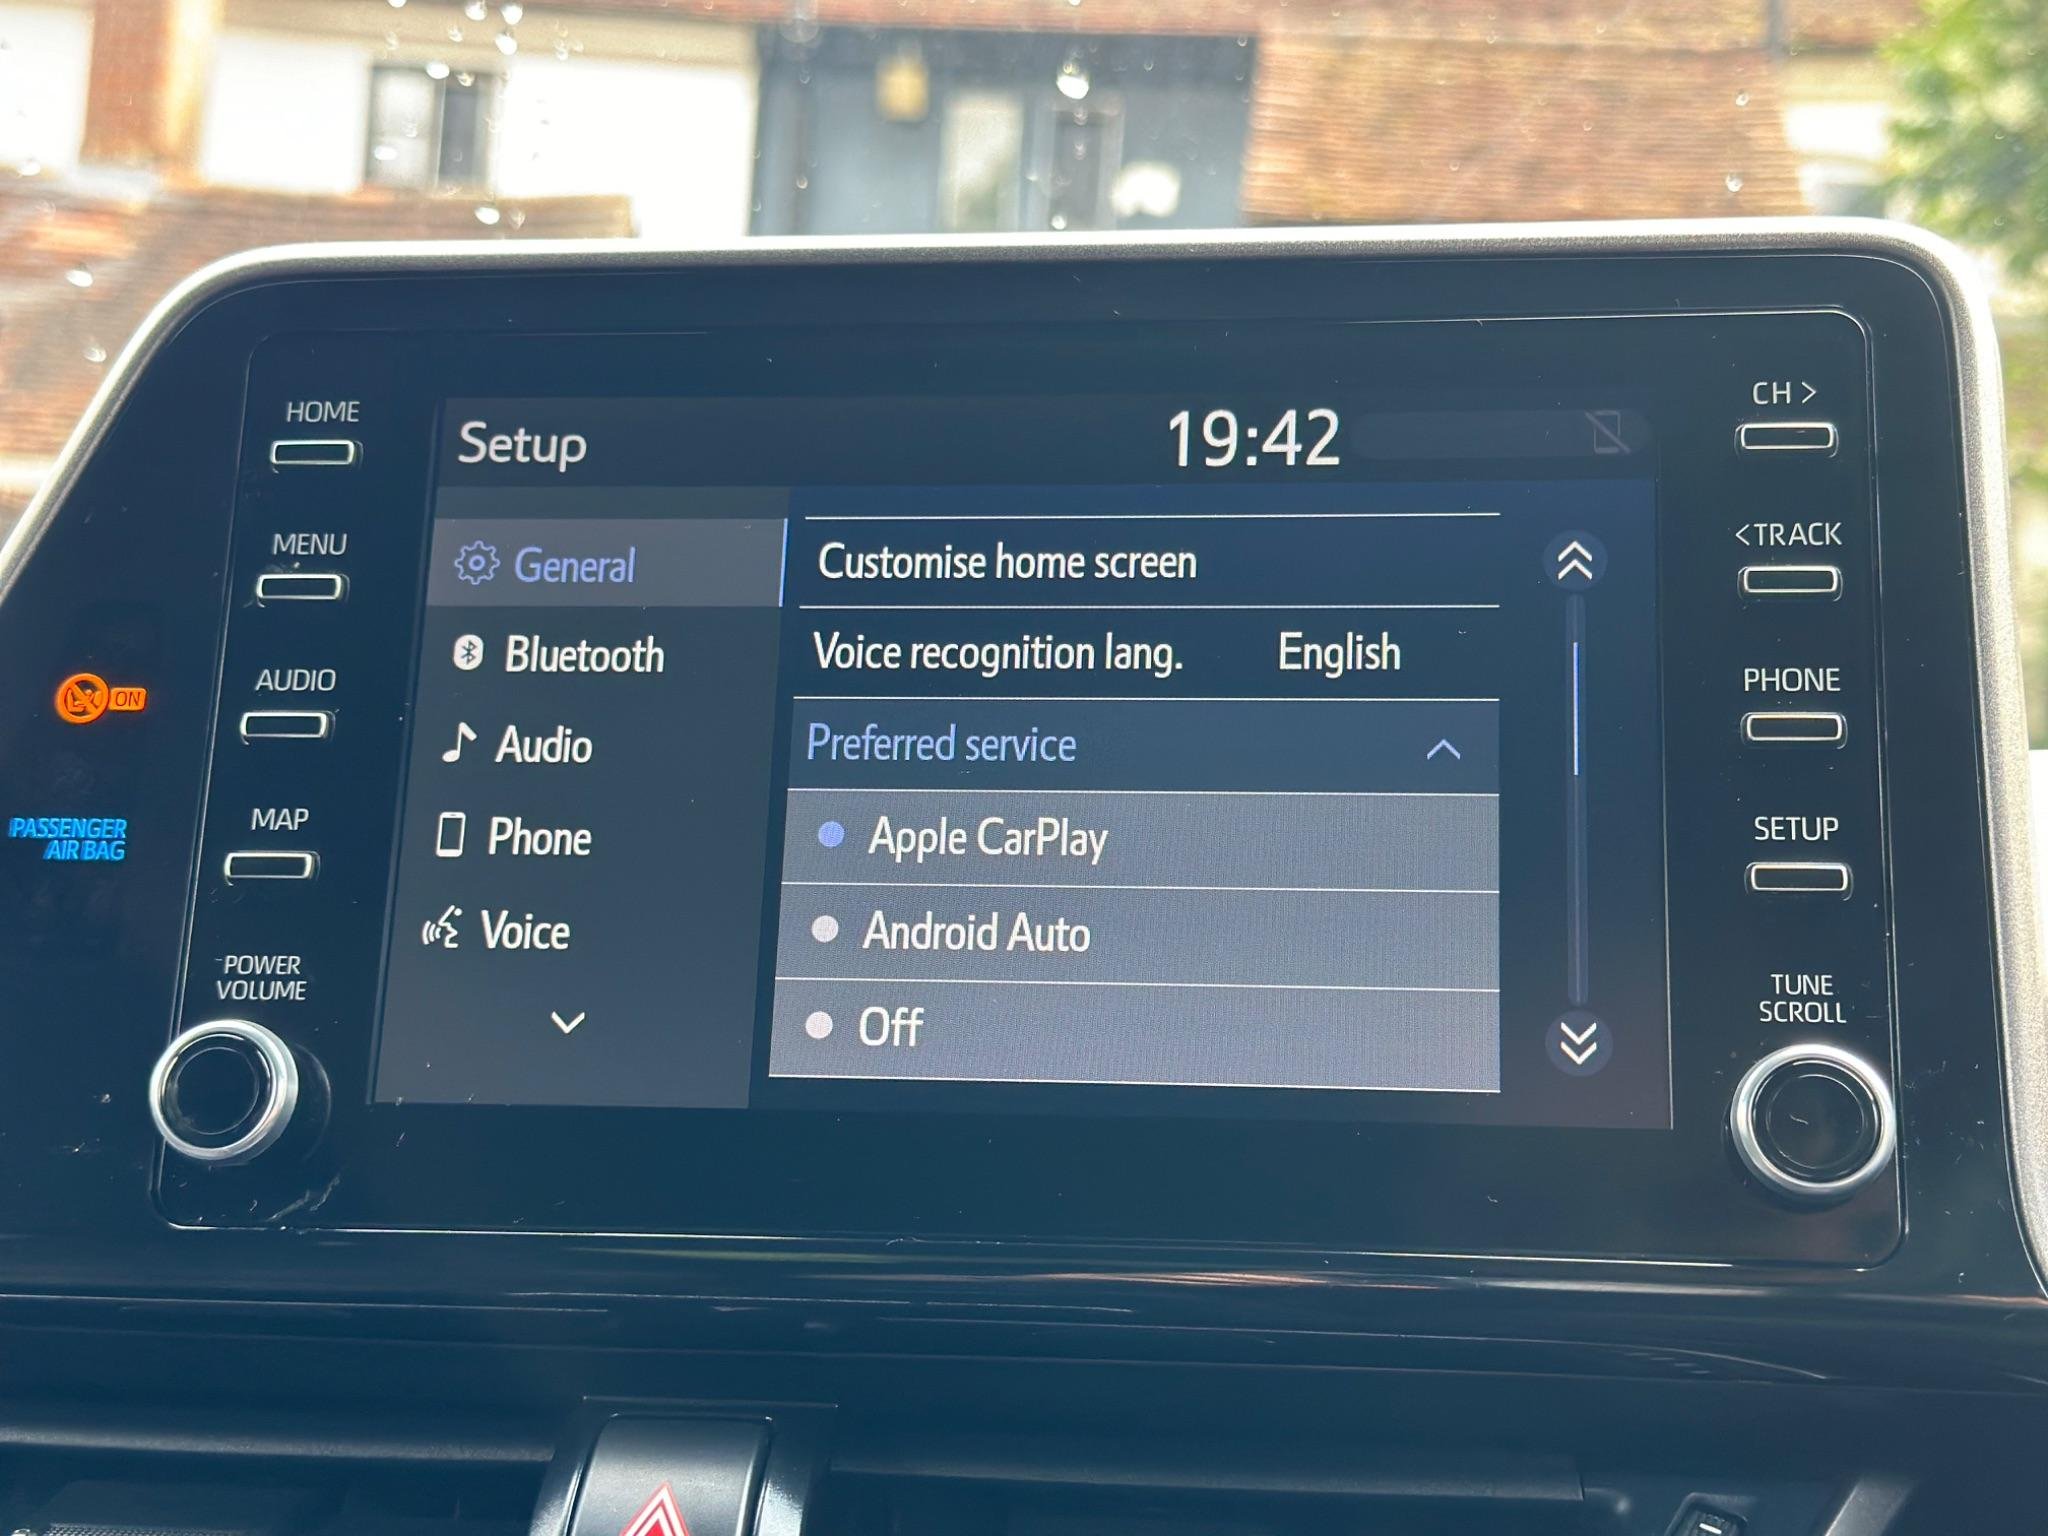 HOME
MENU
AUDIO
MAP
POWER
VOLUME
ON
PASSENGER
AIR BAG
Setup
19:42
General
Bluetooth
Audio
Phone
Voice
Customise home screen
Voice recognition lang. English
Preferred service
Apple CarPlay
Android Auto
Off
CH >
< TRACK
PHONE
SETUP
TUNE
SCROLL